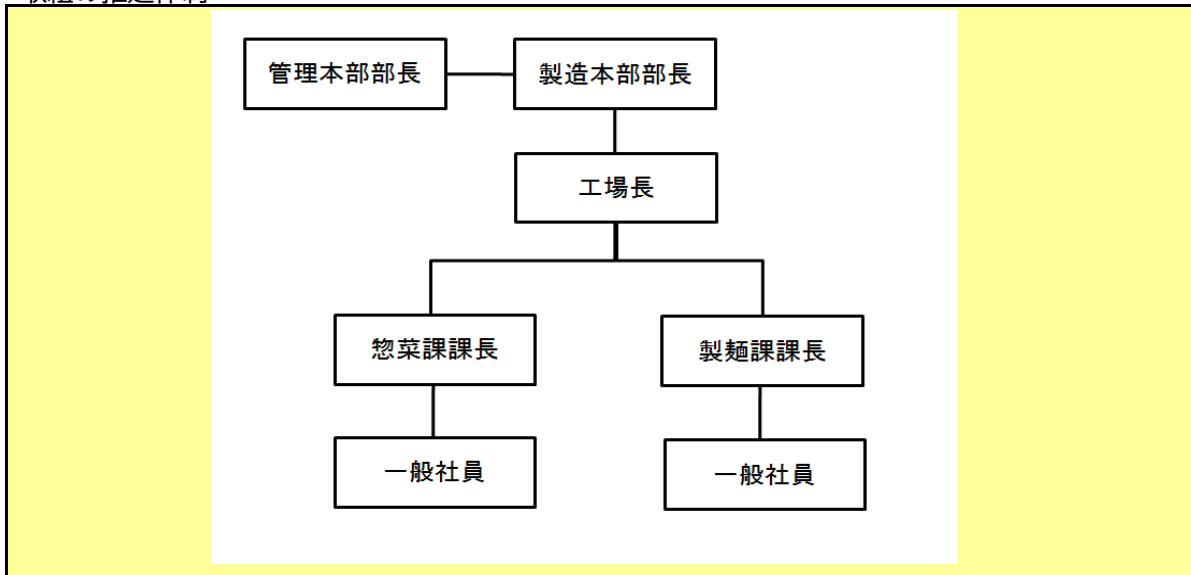 管理本部部長
製造本部部長
工場長
惣菜課課長
製麺課課長
一般社員
一般社員